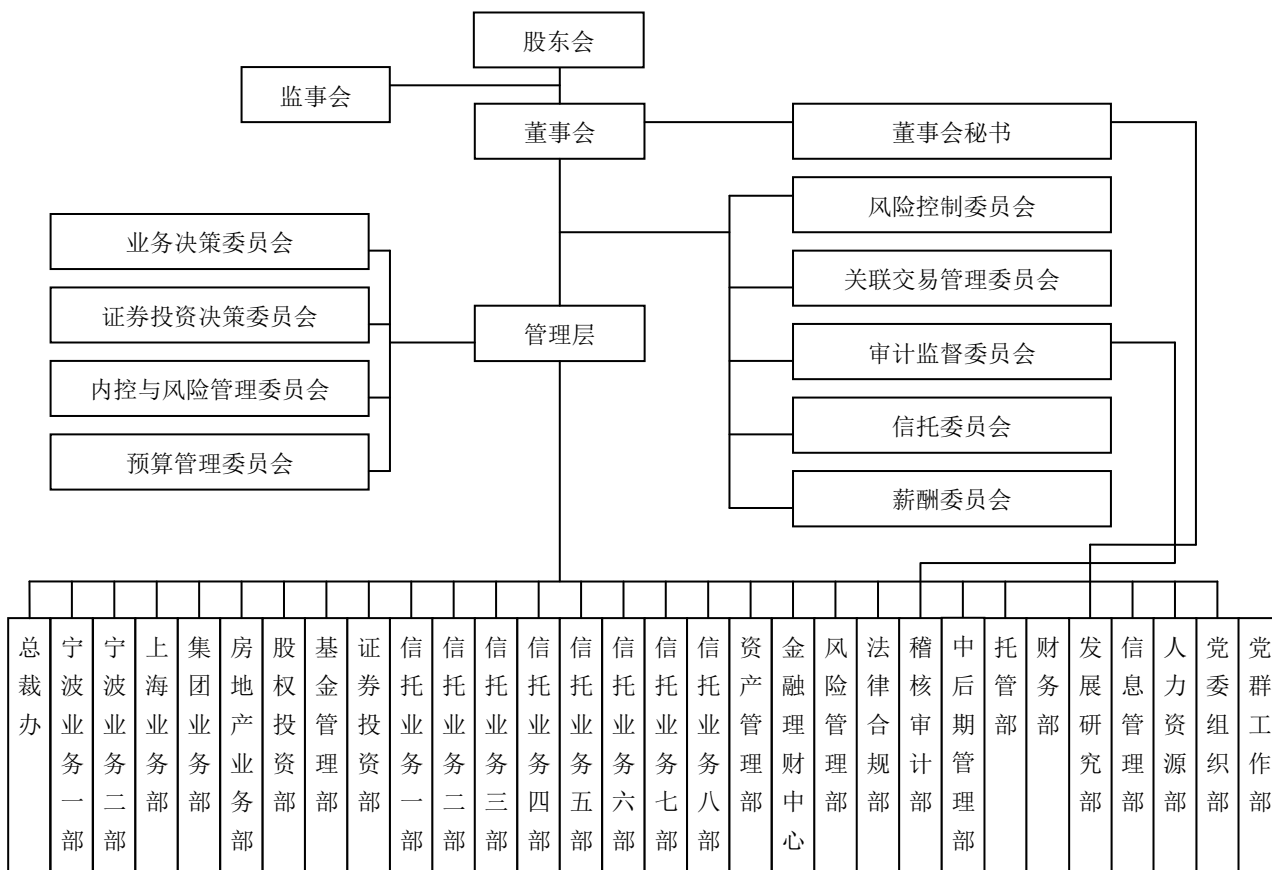 股东会
监事会
董事会
董事会秘书
风险控制委员会
业务决策委员会
关联交易管理委员会
证券投资决策委员会
管理层
审计监督委员会
内控与风险管理委员会
信托委员会
预算管理委员会
薪酬委员会
总裁办
宁波业务一部
宁波业务二部
上海业务部
集团业务部
房地产业务部
股权投资部
基金管理部
证券投资部
信托业务一部
信托业务二部
信托业务三部
信托业务四部
信托业务五部
信托业务六部
信托业务七部
信托业务八部
资产管理部
金融理财中心
风险管理部
法律合规部
稽核审计部
中后期管理部
托管部
财务部
发展研究部
信息管理部
人力资源部
党委组织部
党群工作部